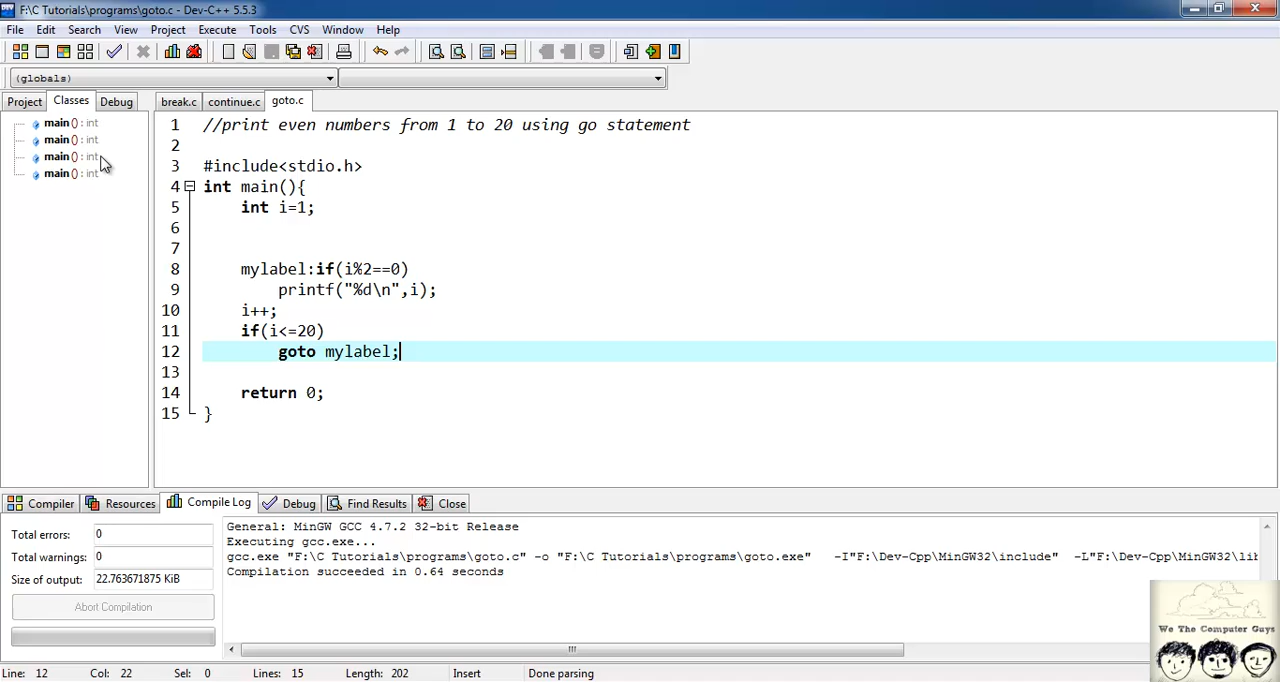 F:\C Tutorials\programs\goto.c - Dev-C++ 5.5.3
File Edit Search View Project Execute Tools CVS Window Help
(globals)
Project Classes Debug
break.c continue.c goto.c
main () : int
main () : int
main () : int
main () : int
1 //print even numbers from 1 to 20 using go statement
2
3 #include<stdio.h>
4 int main(){
5 int i=1;
6
7
8 mylabel:if(i%2==0)
9 printf("%d\n",i);
10 i++;
11 if(i<=20)
12 goto mylabel;
13
14 return 0;
15 }
Compiler Resources Compile Log Debug Find Results Close
Total errors: 0
Total warnings: 0
Size of output: 22.763671875 KiB
Abort Compilation
General: MinGW GCC 4.7.2 32-bit Release
Executing gcc.exe...
gcc.exe "F:\C Tutorials\programs\goto.c" -o "F:\C Tutorials\programs\goto.exe" -I"F:\Dev-Cpp\MinGW32\include" -L"F:\Dev-Cpp\MinGW32\lib
Compilation succeeded in 0.64 seconds
We The Computer Guys
Line: 12 Col: 22 Sel: 0 Lines: 15 Length: 202 Insert Done parsing